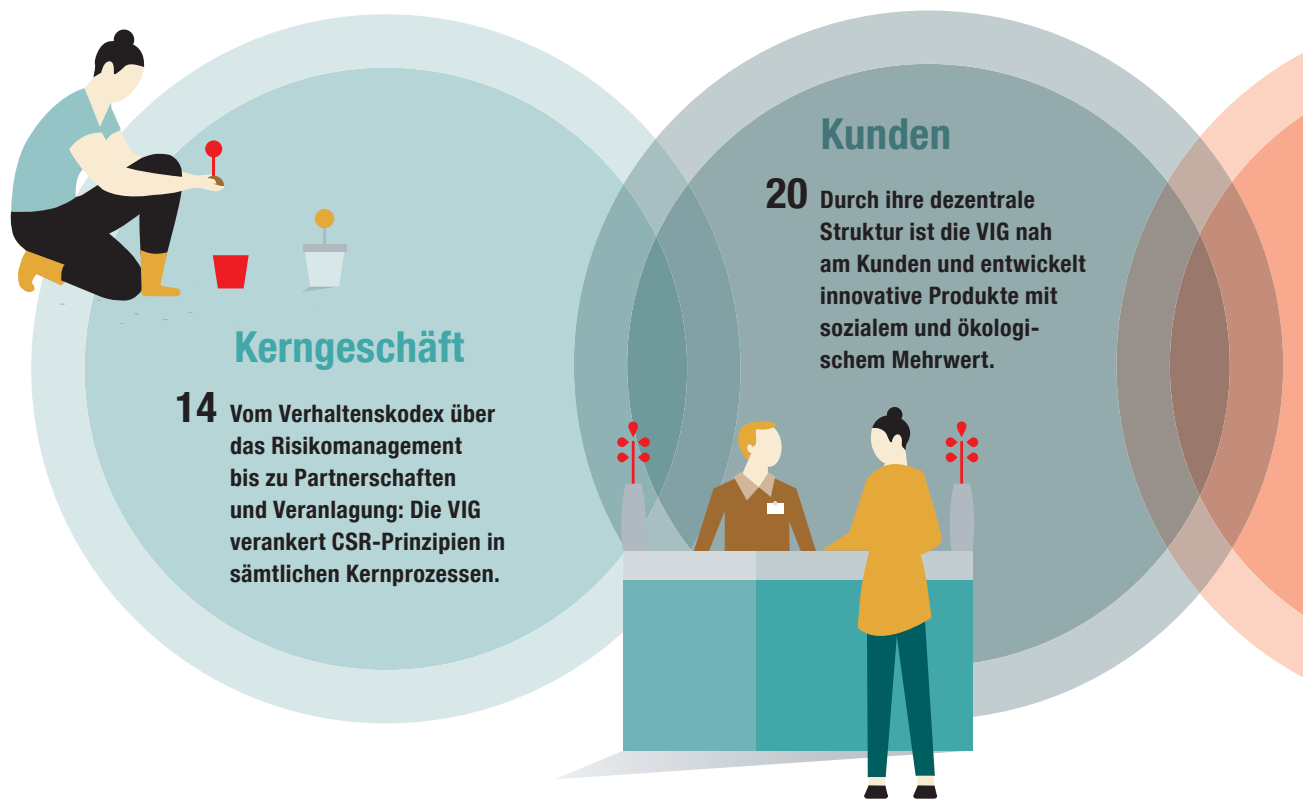 Kerngeschäft
14 Vom Verhaltenskodex über
das Risikomanagement
bis zu Partnerschaften
und Veranlagung: Die VIG
verankert CSR-Prinzipien in
sämtlichen Kernprozessen.
Kunden
20 Durch ihre dezentrale
Struktur ist die VIG nah
am Kunden und entwickelt
innovative Produkte mit
sozialem und ökologi-
schem Mehrwert.